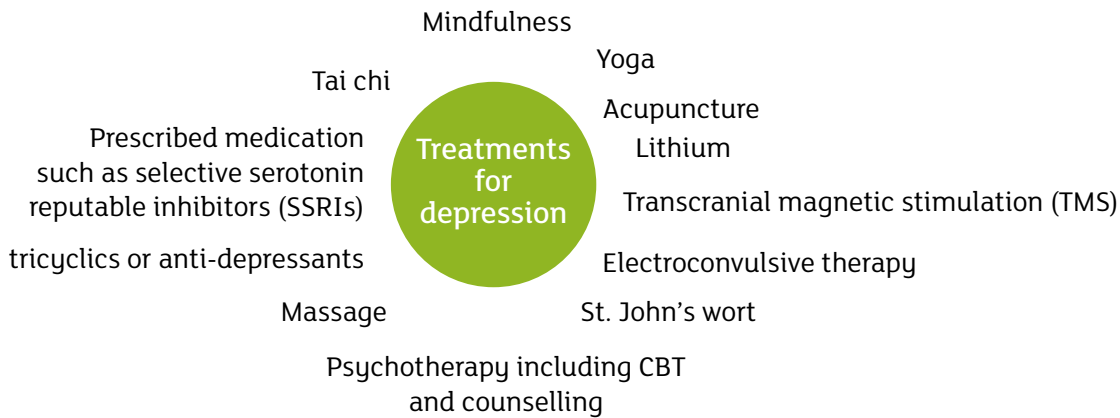 Mindfulness
Yoga
Tai chi
Acupuncture
Prescribed medication
such as selective serotonin
reputable inhibitors (SSRIs)
Lithium
Treatments
for
depression
Transcranial magnetic stimulation (TMS)
tricyclics or anti-depressants
Electroconvulsive therapy
Massage
St. John’s wort
Psychotherapy including CBT
and counselling